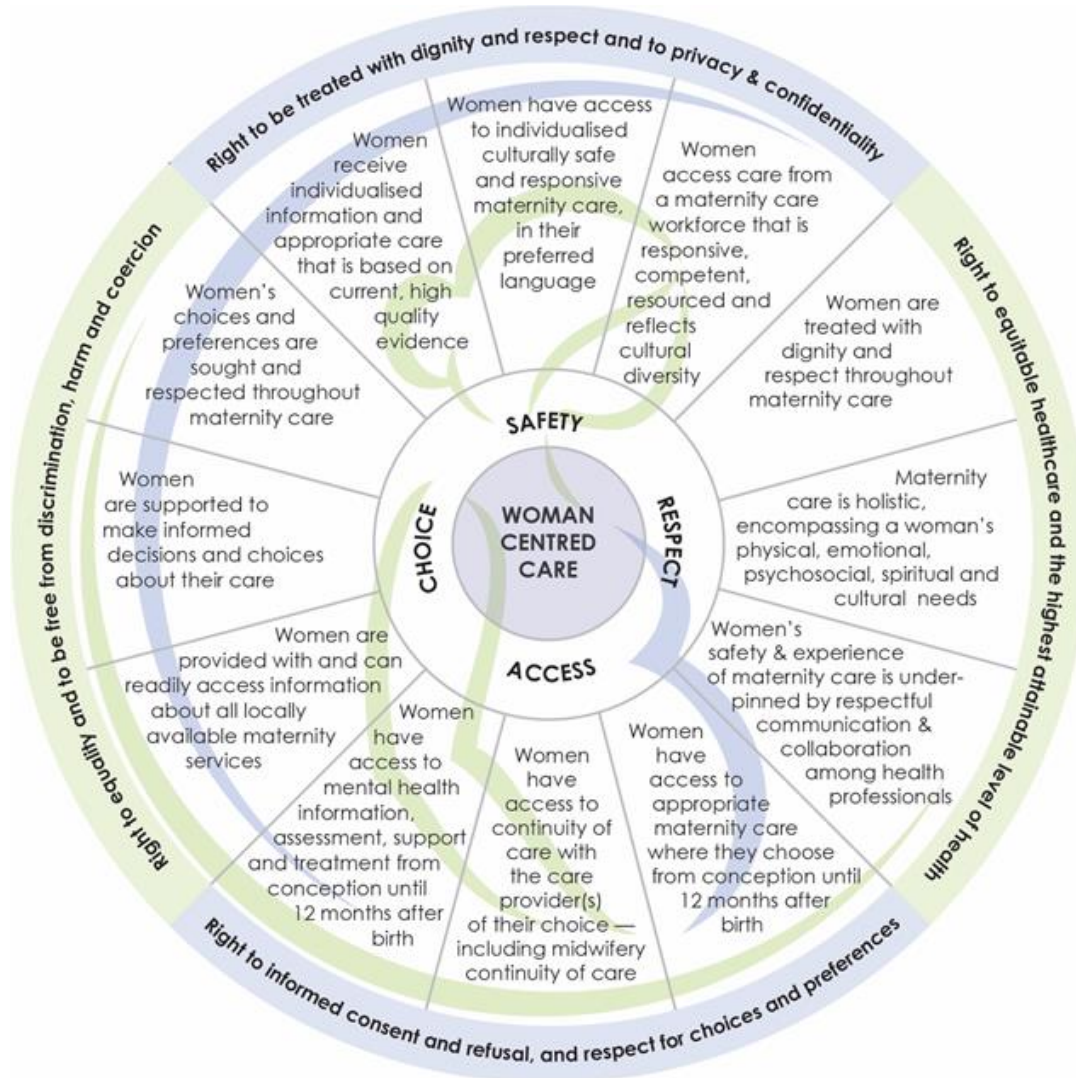 Right to be treated with dignity and respect and to privacy & confidentiality
Right to equitable healthcare and the highest attainable level of health
Right to informed consent and refusal, and respect for choices and preferences
Right to equality and to be free from discrimination, harm and coercion
Women have access
to individualised
culturally safe
and responsive
maternity care,
in their
preferred
language
Women
access care from
a maternity care
workforce that is
responsive,
competent,
resourced and
reflects
cultural
diversity
Women are
treated with
dignity and
respect throughout
maternity care
Maternity
care is holistic,
encompassing a woman's
physical, emotional,
psychosocial, spiritual and
cultural needs
Women's
safety & experience
of maternity care is under-
pinned by respectful
communication &
collaboration
among health
professionals
Women
have
access to
appropriate
maternity care
where they choose
from conception until
12 months after
birth
Women
have
access to
continuity of
care with
the care
provider(s)
of their choice —
including midwifery
continuity of care
Women
have
access to
mental health
information,
assessment, support
and treatment from
conception until
12 months after
birth
Women are
provided with and can
readily access information
about all locally
available maternity
services
Women
are supported to
make informed
decisions and choices
about their care
Women's
choices and
preferences are
sought and
respected throughout
maternity care
Women
receive
individualised
information and
appropriate care
that is based on
current, high
quality
evidence
SAFETY
RESPECT
ACCESS
CHOICE
WOMAN
CENTRED
CARE